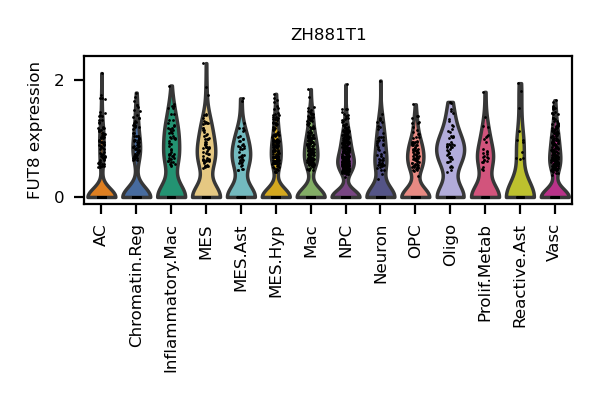 ZH881T1
FUT8 expression
2
0
AC
Chromatin.Reg
Inflammatory.Mac
MES
MES.Ast
MES.Hyp
Mac
NPC
Neuron
OPC
Oligo
Prolif.Metab
Reactive.Ast
Vasc